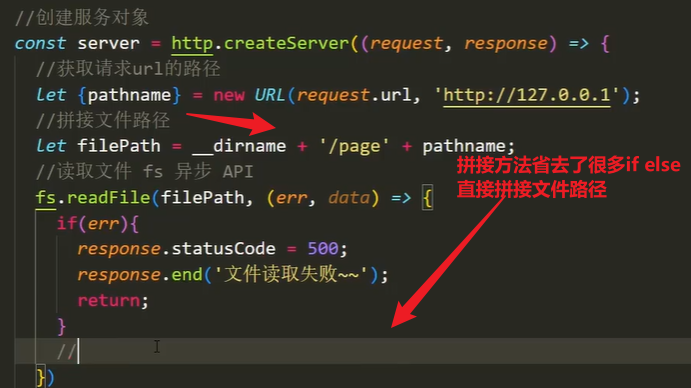 //创建服务对象
const server = http.createServer((request, response) => {
//获取请求url的路径
let {pathname} = new URL(request.url, 'http://127.0.0.1');
//拼接文件路径
let filePath = __dirname + '/page' + pathname;
//读取文件 fs 异步 API
fs.readFile(filePath, (err, data) => {
拼接方法省去了很多if else
直接拼接文件路径
if(err){
response.statusCode = 500;
response.end('文件读取失败~~');
return;
}
//
})